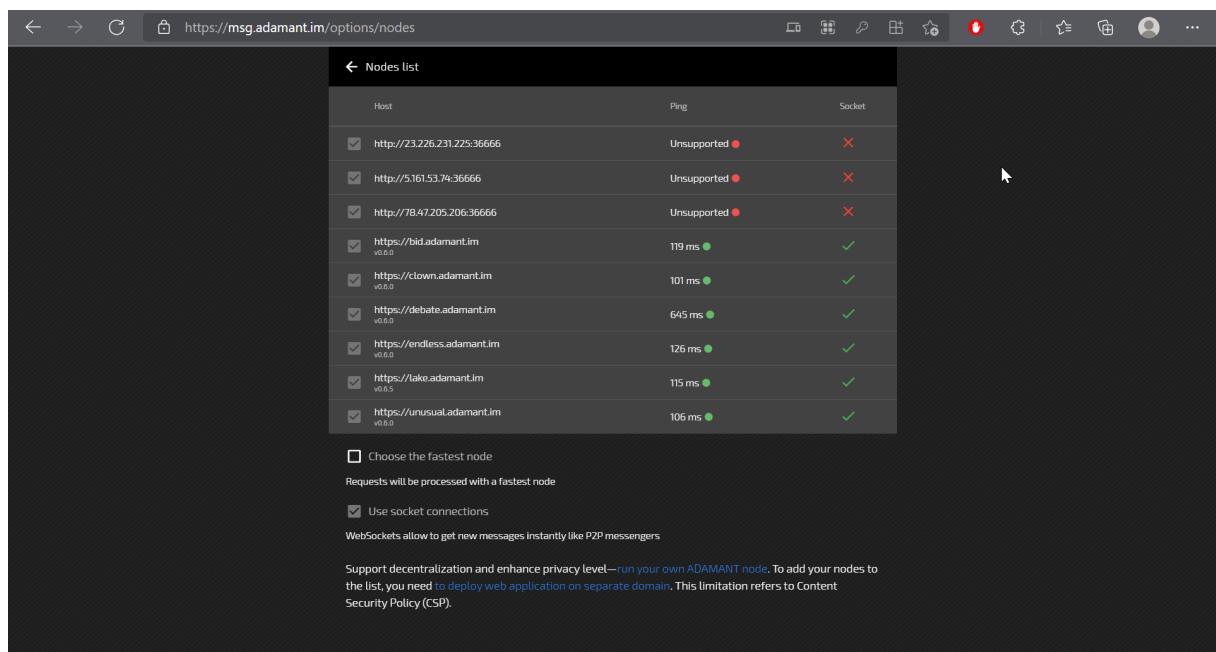 https://msg.adamant.im/options/nodes
Nodes list
Host Ping Socket
http://23.226.231.225:36666 Unsupported
http://5.161.53.74:36666 Unsupported
http://78.47.205.206:36666 Unsupported
https://bid.adamant.im 119 ms
v0.6.0
https://clown.adamant.im 101 ms
v0.6.0
https://debate.adamant.im 645 ms
v0.6.0
https://endless.adamant.im 126 ms
v0.6.0
https://lake.adamant.im 115 ms
v0.6.5
https://unusual.adamant.im 106 ms
v0.6.0
Choose the fastest node
Requests will be processed with a fastest node
Use socket connections
WebSockets allow to get new messages instantly like P2P messengers
Support decentralization and enhance privacy level—run your own ADAMANT node. To add your nodes to
the list, you need to deploy web application on separate domain. This limitation refers to Content
Security Policy (CSP).